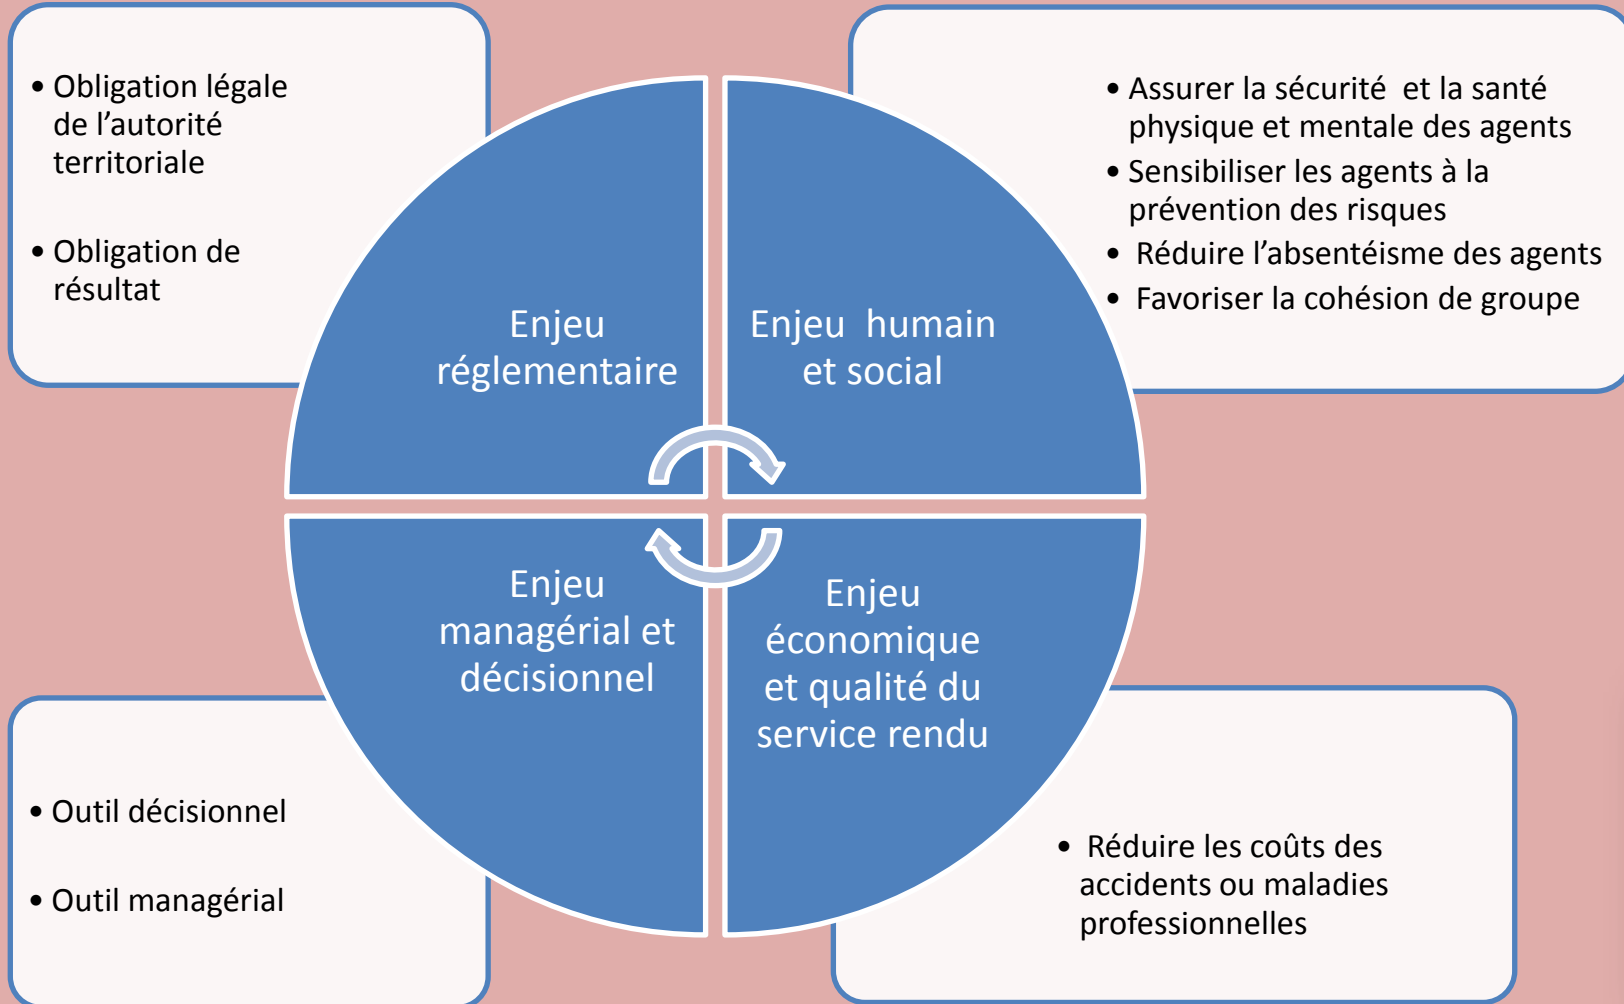 • Obligation légale
de l’autorité
territoriale
• Obligation de
résultat
• Assurer la sécurité  et la santé
physique et mentale des agents
• Sensibiliser les agents à la
prévention des risques
•  Réduire l’absentéisme des agents
•  Favoriser la cohésion de groupe
Enjeu
réglementaire
Enjeu  humain
et social
Enjeu
managérial et
décisionnel
Enjeu
économique
et qualité du
service rendu
• Outil décisionnel
• Outil managérial
•  Réduire les coûts des
accidents ou maladies
professionnelles